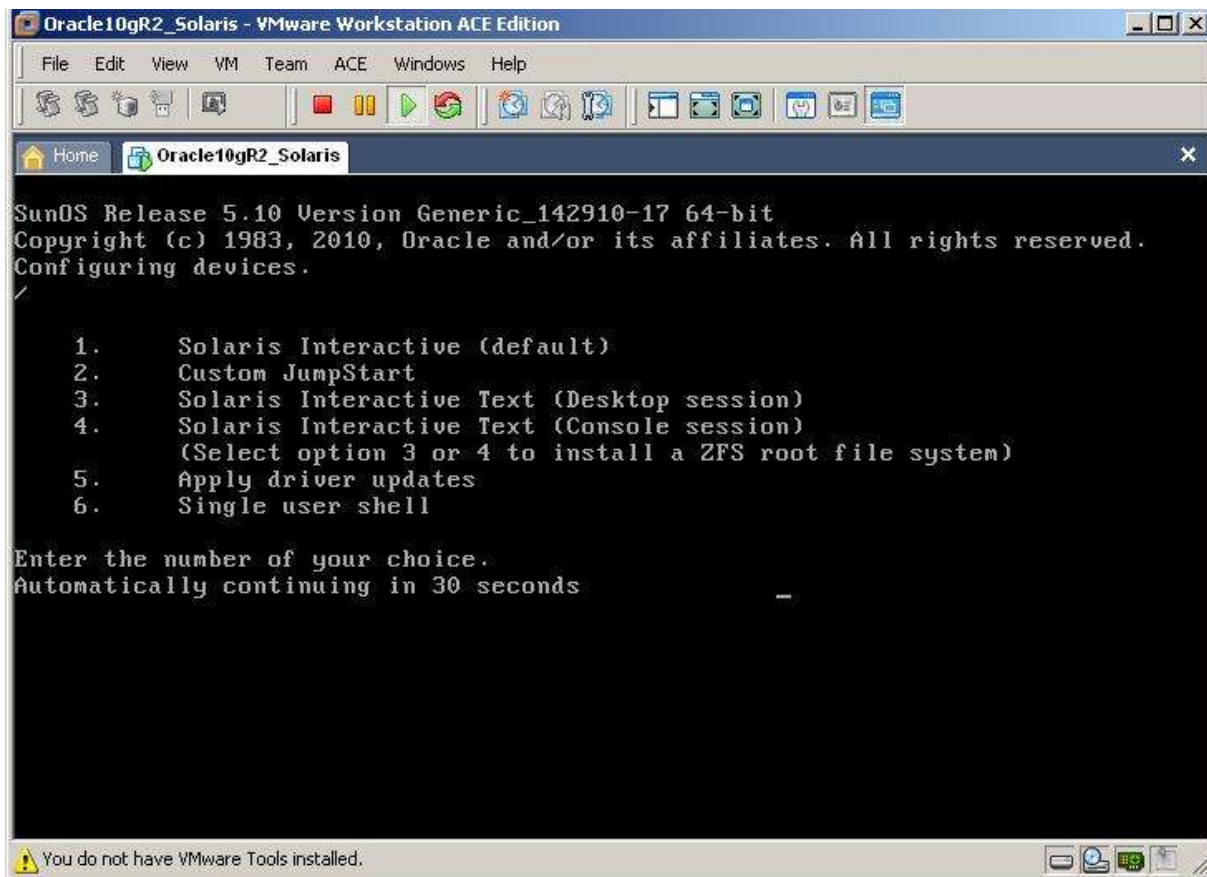 Oracle10gR2_Solaris - VMware Workstation ACE Edition
File Edit View VM Team ACE Windows Help
Home Oracle10gR2_Solaris
SunOS Release 5.10 Version Generic_142910-17 64-bit
Copyright (c) 1983, 2010, Oracle and/or its affiliates. All rights reserved.
Configuring devices.
/
1. Solaris Interactive (default)
2. Custom JumpStart
3. Solaris Interactive Text (Desktop session)
4. Solaris Interactive Text (Console session)
(Select option 3 or 4 to install a ZFS root file system)
5. Apply driver updates
6. Single user shell
Enter the number of your choice.
Automatically continuing in 30 seconds _
You do not have VMware Tools installed.